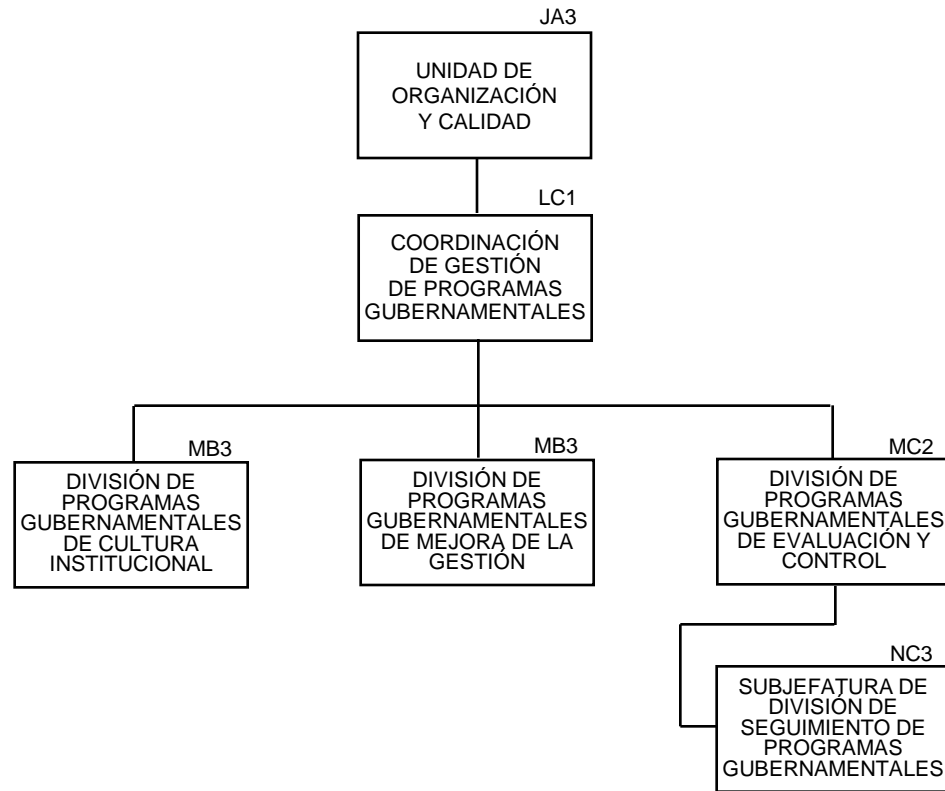 JA3
UNIDAD DE
ORGANIZACIÓN
Y CALIDAD
LC1
COORDINACIÓN
DE GESTIÓN
DE PROGRAMAS
GUBERNAMENTALES
MB3
DIVISIÓN DE
PROGRAMAS
GUBERNAMENTALES
DE CULTURA
INSTITUCIONAL
MB3
DIVISIÓN DE
PROGRAMAS
GUBERNAMENTALES
DE MEJORA DE LA
GESTIÓN
MC2
DIVISIÓN DE
PROGRAMAS
GUBERNAMENTALES
DE EVALUACIÓN Y
CONTROL
NC3
SUBJEFATURA DE
DIVISIÓN DE
SEGUIMIENTO DE
PROGRAMAS
GUBERNAMENTALES